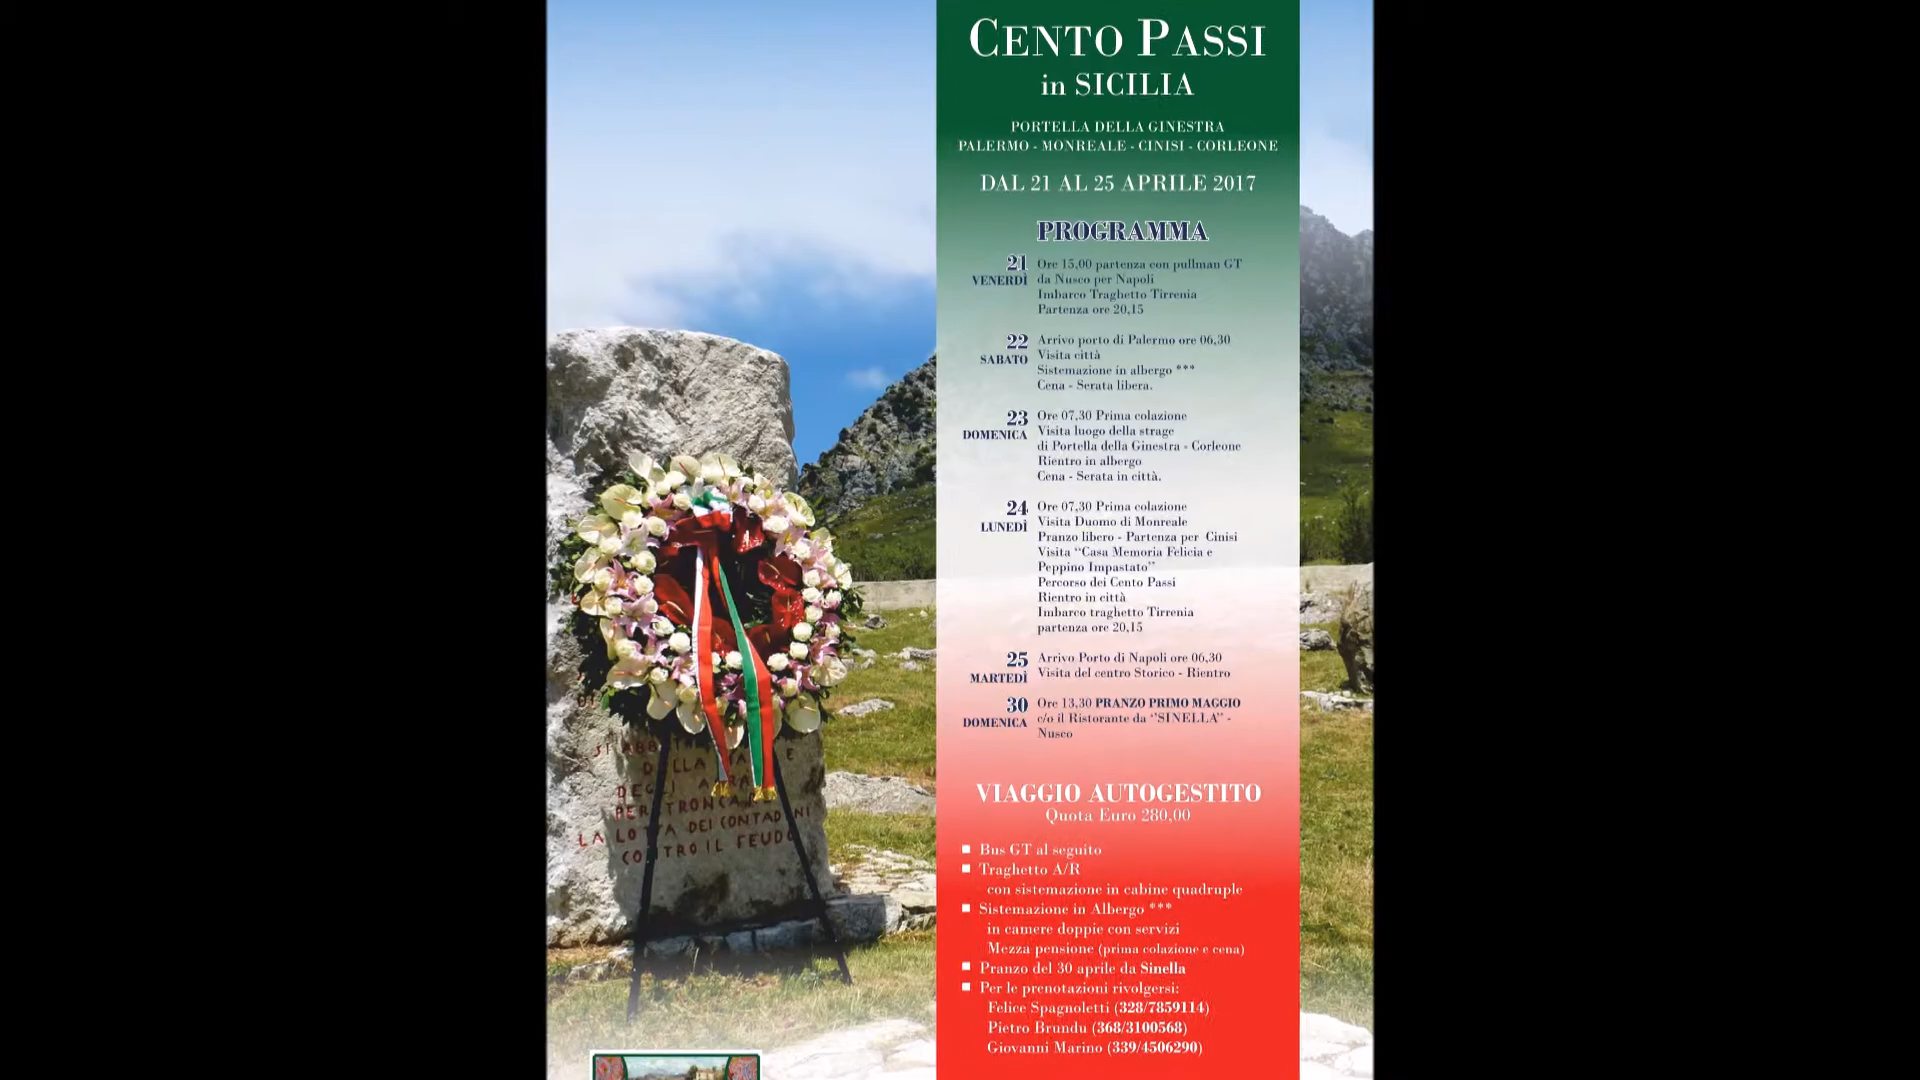 CENTO PASSI
in SICILIA
PORTELLA DELLA GINESTRA
PALERMO - MONREALE - CINISI - CORLEONE
DAL 21 AL 25 APRILE 2017
PROGRAMMA
21 VENERDÌ
Ore 15,00 partenza con pullman GT
da Nusco per Napoli
Imbarco Traghetto Tirrenia
Partenza ore 20,15
22 SABATO
Arrivo porto di Palermo ore 06,30
Visita città
Sistemazione in albergo ***
Cena - Serata libera.
23 DOMENICA
Ore 07,30 Prima colazione
Visita luogo della strage
di Portella della Ginestra - Corleone
Rientro in albergo
Cena - Serata in città.
24 LUNEDÌ
Ore 07,30 Prima colazione
Visita Duomo di Monreale
Pranzo libero - Partenza per Cinisi
Visita “Casa Memoria Felicia e
Peppino Impastato”
Percorso dei Cento Passi
Rientro in città
Imbarco traghetto Tirrenia
partenza ore 20,15
25 MARTEDÌ
Arrivo Porto di Napoli ore 06,30
Visita del centro Storico - Rientro
30 DOMENICA
Ore 13,30 PRANZO PRIMO MAGGIO
c/o il Ristorante da “SINELLA” -
Nusco
VIAGGIO AUTOGESTITO
Quota Euro 280,00
Bus GT al seguito
Traghetto A/R
con sistemazione in cabine quadruple
Sistemazione in Albergo ***
in camere doppie con servizi
Mezza pensione (prima colazione e cena)
Pranzo del 30 aprile da Sinella
Per le prenotazioni rivolgersi:
Felice Spagnoletti (328/7859114)
Pietro Brundu (368/3100568)
Giovanni Marino (339/4506290)
DELLA
DEGLI
PER TRONCA
LA LOTTA DEI CONTADINI
CONTRO IL FEUDO